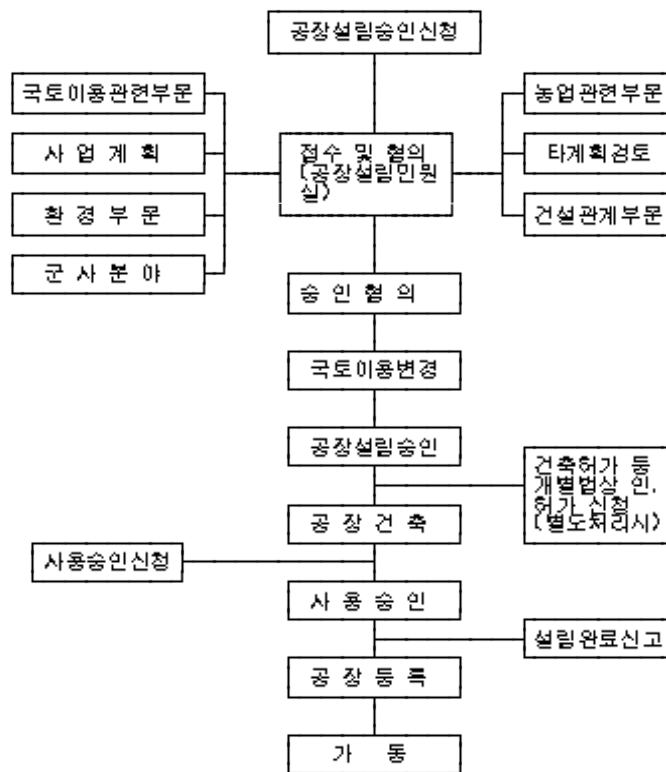 공장설립승인신청
국토이용관련부문
사 업 계 획
환 경 부 문
군 사 분 야
접수 및 협의
(공장설립민원
실)
농업관련부문
타계획검토
건설관계부문
승 인 협 의
국토이용변경
공장설립승인
건축허가 등
개별법상 인.
허가 신청
(별도처리시)
공 장 건 축
사용승인신청
사 용 승 인
설립완료신고
공 장 등 록
가 동